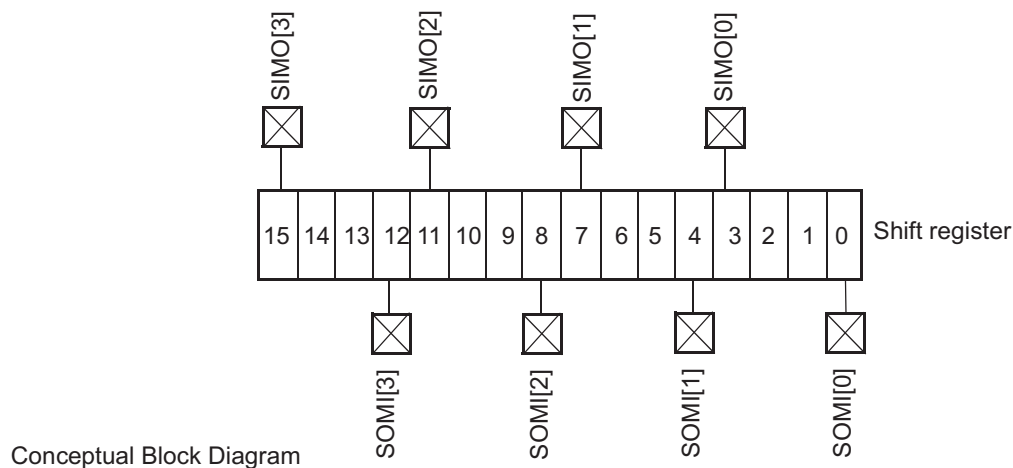 SIMO[3]
SIMO[2]
SIMO[1]
SIMO[0]
15 14 13 12 11 10 9 8 7 6 5 4 3 2 1 0
Shift register
SOMI[3]
SOMI[2]
SOMI[1]
SOMI[0]
Conceptual Block Diagram